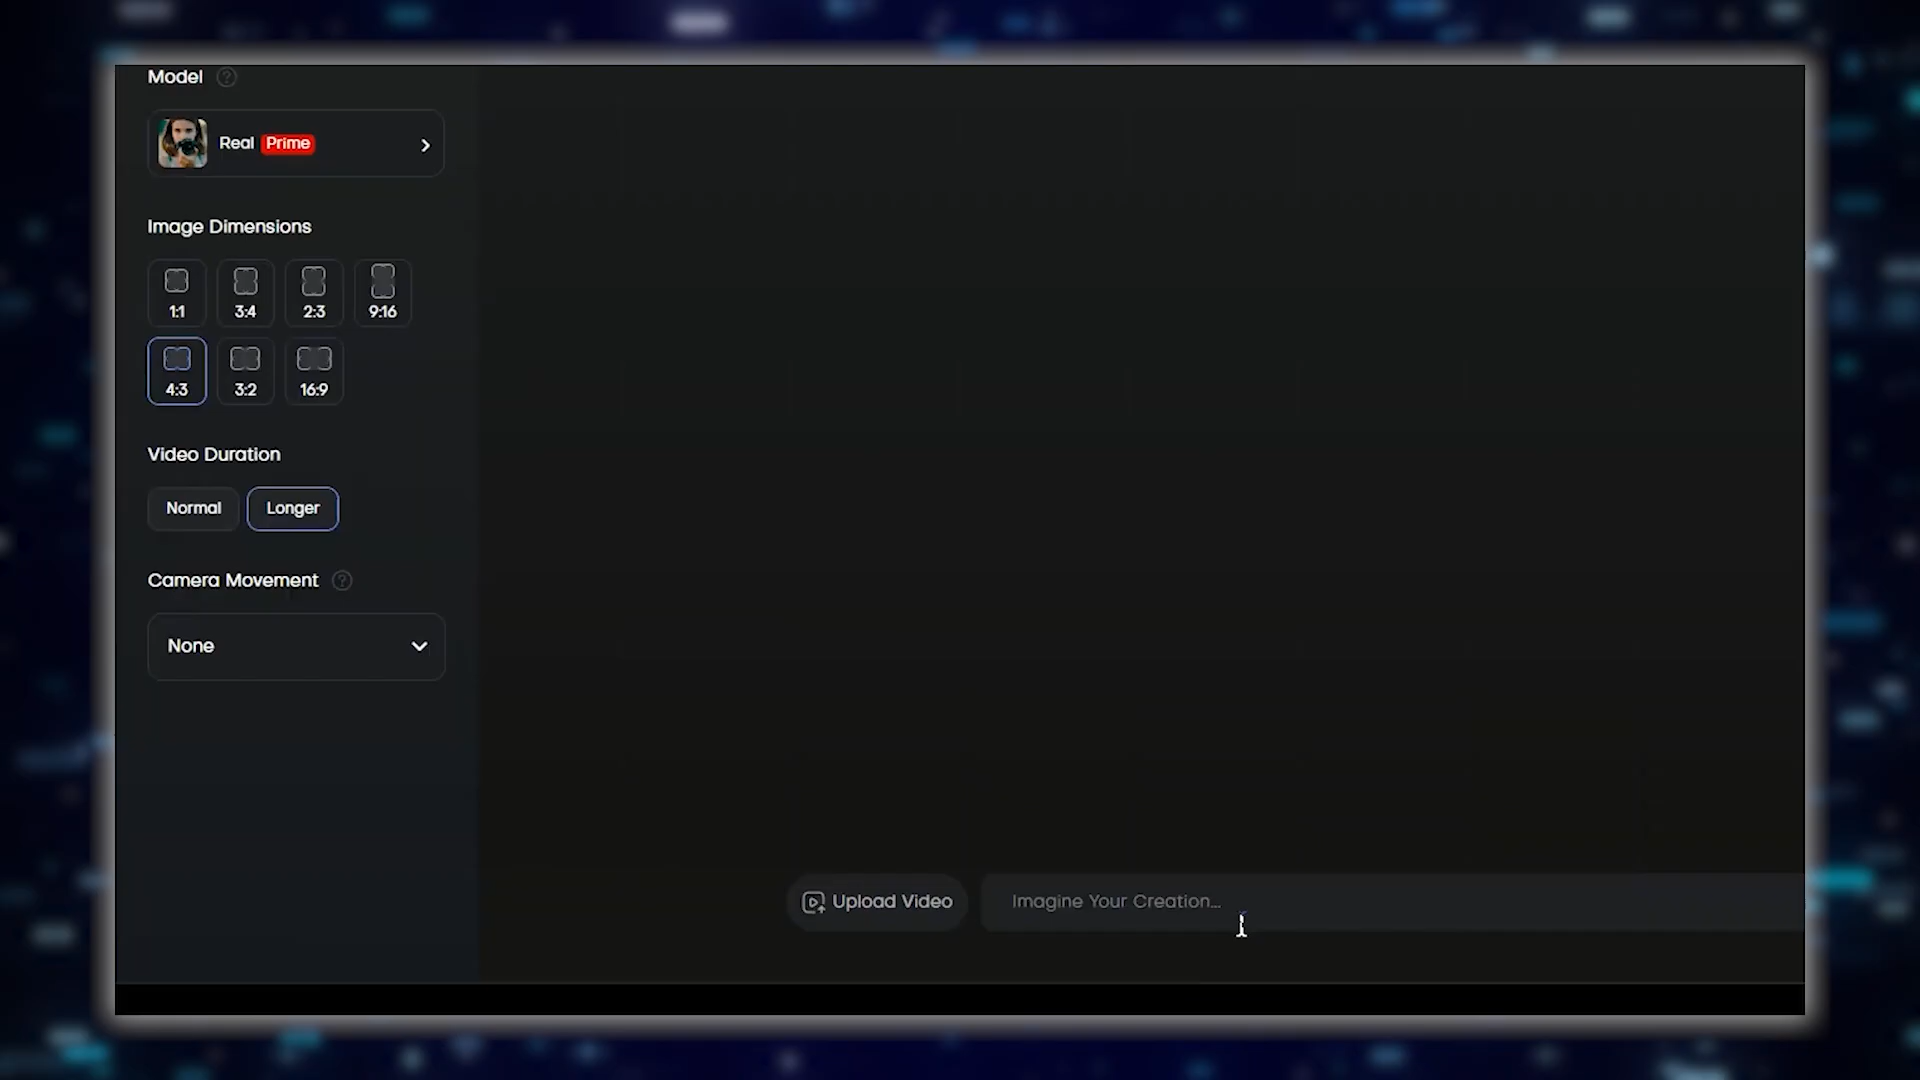 Model
Real Prime
Image Dimensions
1:1 3:4 2:3 9:16
4:3 3:2 16:9
Video Duration
Normal Longer
Camera Movement
None
Upload Video Imagine Your Creation...